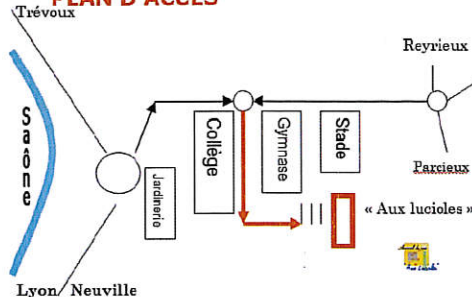 PLAN D'ACCÈS
Trévoux
Reyrieux
Saône
Collège
Gymnase
Stade
Jardinerie
Parcieux
« Aux lucioles »
Lyon/ Neuville